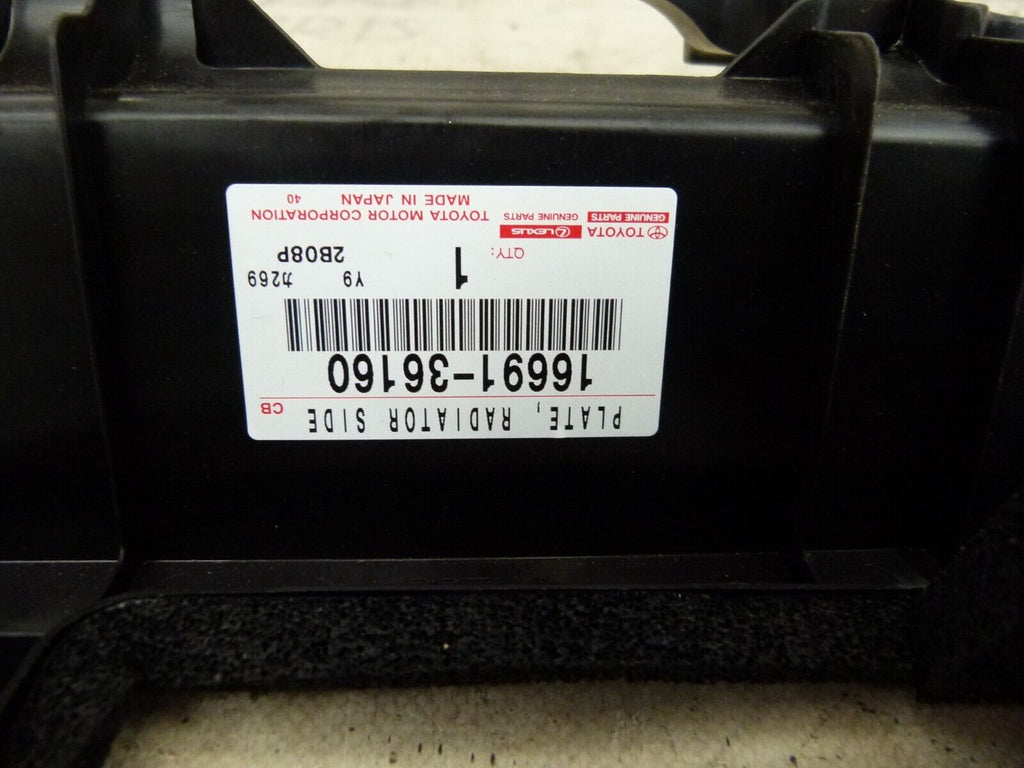 PLATE, RADIATOR SIDE
CB
16691-36160
Y9 カ269
QTY: 1 2B08P
TOYOTA LEXUS TOYOTA MOTOR CORPORATION
GENUINE PARTS GENUINE PARTS MADE IN JAPAN 40